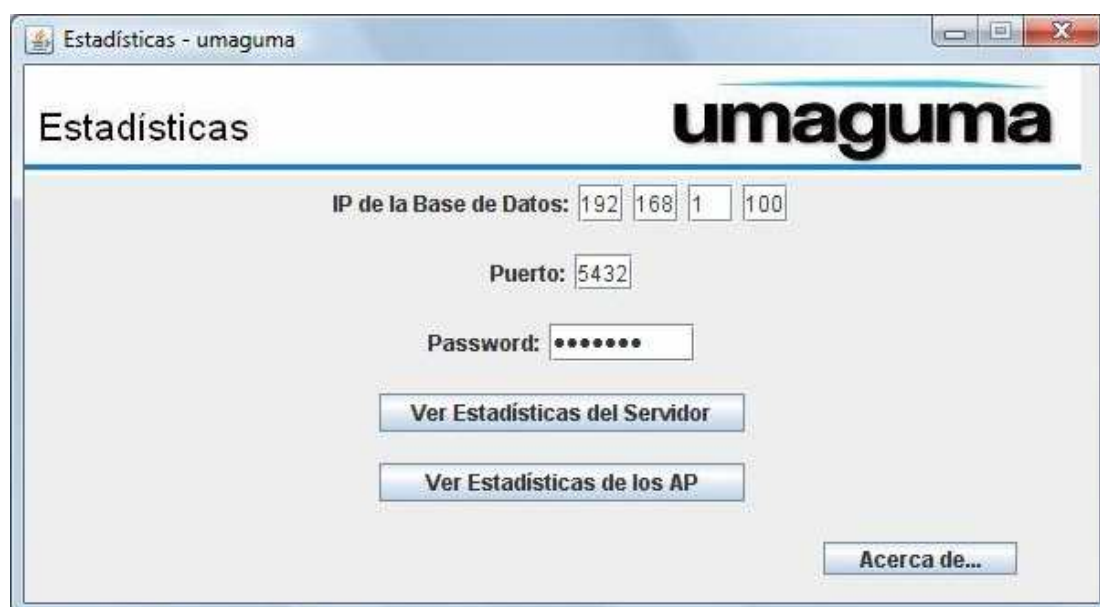 Estadísticas - umaguma
Estadísticas
umaguma
IP de la Base de Datos: 192 168 1 100
Puerto: 5432
Password: •••••••
Ver Estadísticas del Servidor
Ver Estadísticas de los AP
Acerca de...